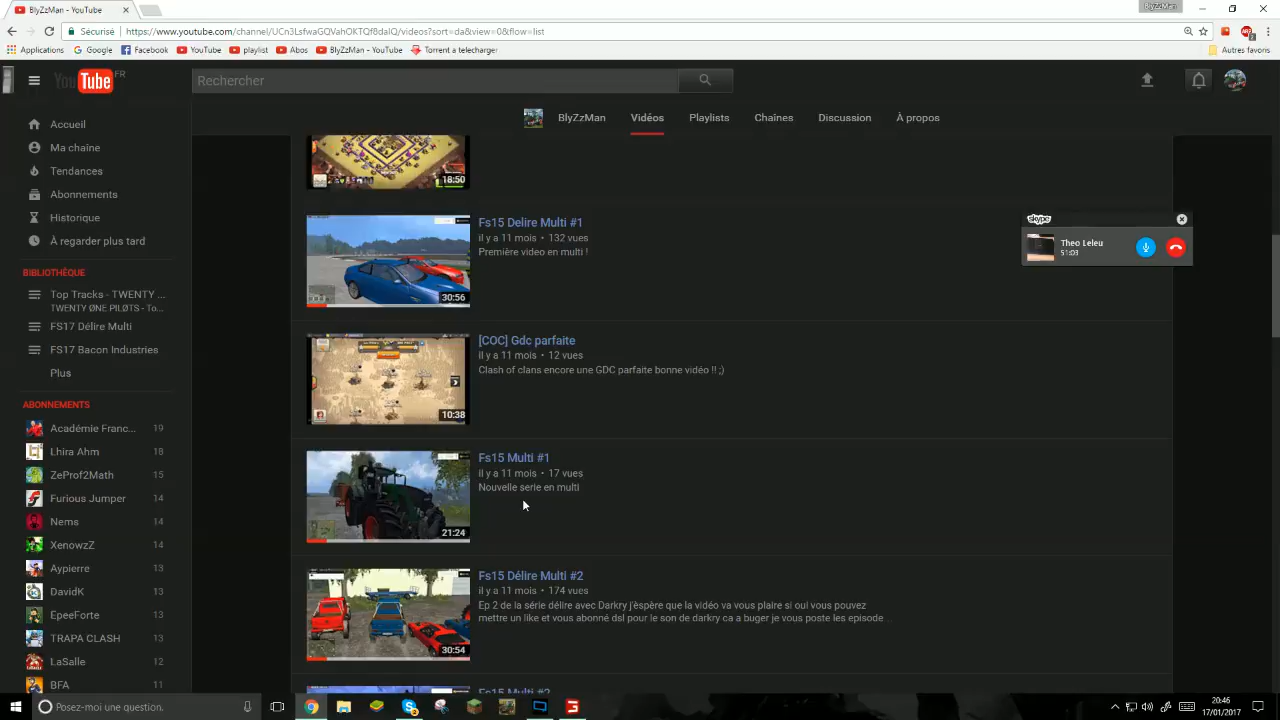 BlyZzMan - YouTube
BlyZzMan
Sécurisé
https://www.youtube.com/channel/UCn3LsfwaGQVahOKTQf8dalQ/videos?sort=da&view=0&flow=list
Applications
Google
Facebook
YouTube
playlist
Abos
BlyZzMan - YouTube
Torrent a telecharger
Autres favoris
YouTube FR
Rechercher
BlyZzMan
Vidéos
Playlists
Chaînes
Discussion
À propos
Accueil
Ma chaîne
Tendances
Abonnements
Historique
À regarder plus tard
BIBLIOTHÈQUE
Top Tracks - TWENTY ...
TWENTY ØNE PILØTS - To...
FS17 Délire Multi
FS17 Bacon Industries
Plus
ABONNEMENTS
Académie Franc... 19
Lhira Ahm 18
ZeProf2Math 15
Furious Jumper 14
Nems 14
XenowzZ 14
Aypierre 13
DavidK 13
EpeeForte 13
TRAPA CLASH 13
LaSalle 12
BFA 11
18:50
Fs15 Delire Multi #1
il y a 11 mois • 132 vues
Première video en multi !
30:56
[COC] Gdc parfaite
il y a 11 mois • 12 vues
Clash of clans encore une GDC parfaite bonne vidéo !! ;)
10:38
Fs15 Multi #1
il y a 11 mois • 17 vues
Nouvelle serie en multi
21:24
Fs15 Délire Multi #2
il y a 11 mois • 174 vues
Ep 2 de la série délire avec Darkry j'éspère que la vidéo va vous plaire si oui vous pouvez
mettre un like et vous abonné dsl pour le son de darkry ca a buger je vous poste les episode...
30:54
Fs15 Multi #2
skype
Theo Leleu
51:03
Posez-moi une question.
20:46
17/01/2017